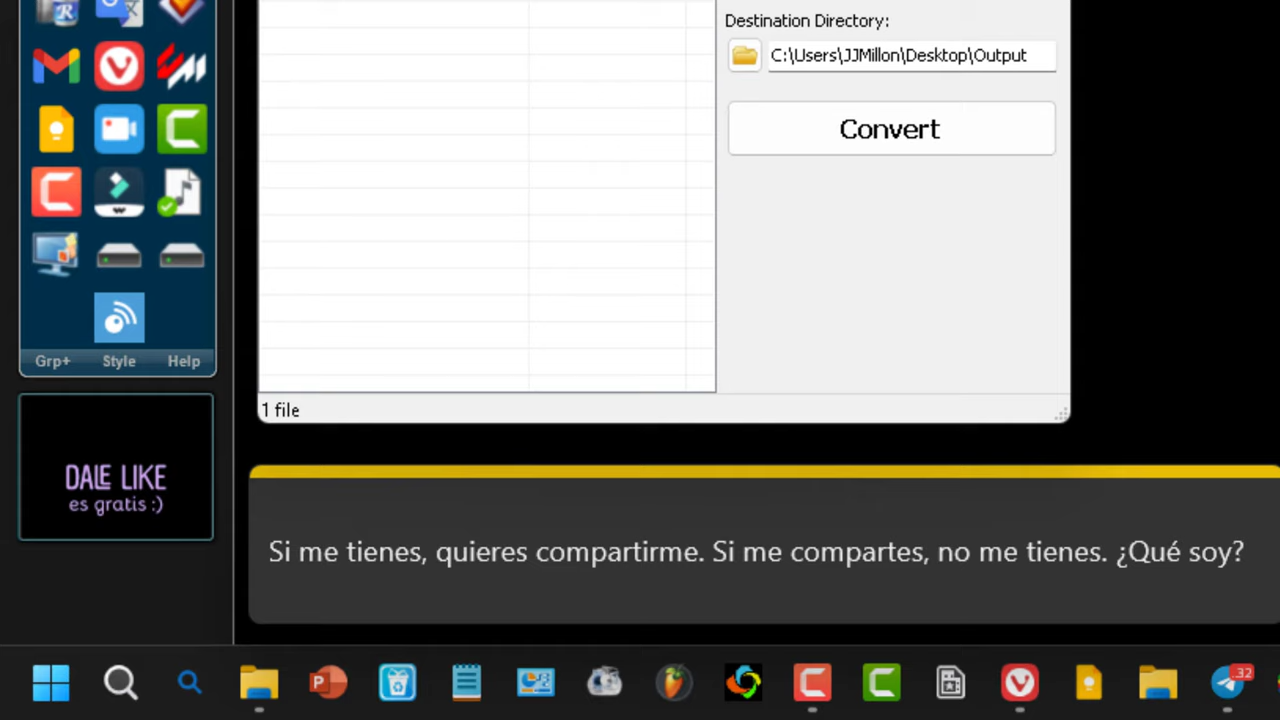 Destination Directory:
C:\Users\JJMillon\Desktop\Output
Convert
Grp+ Style Help
1 file
DALE LIKE
es gratis :)
Si me tienes, quieres compartirme. Si me compartes, no me tienes. ¿Qué soy?
.32